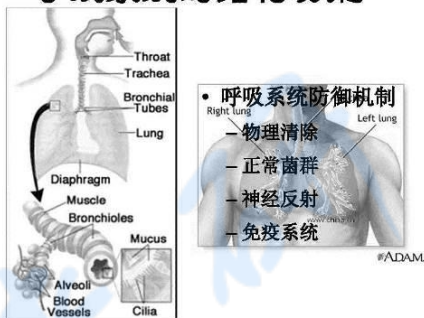 Throat
Trachea
Bronchial
Tubes
Lung
Diaphragm
Muscle
Bronchioles
Mucus
Alveoli
Blood
Vessels
Cilia
• 呼吸系统防御机制
Right lung
Left lung
– 物理清除
– 正常菌群
– 神经反射
– 免疫系统
ADAM.